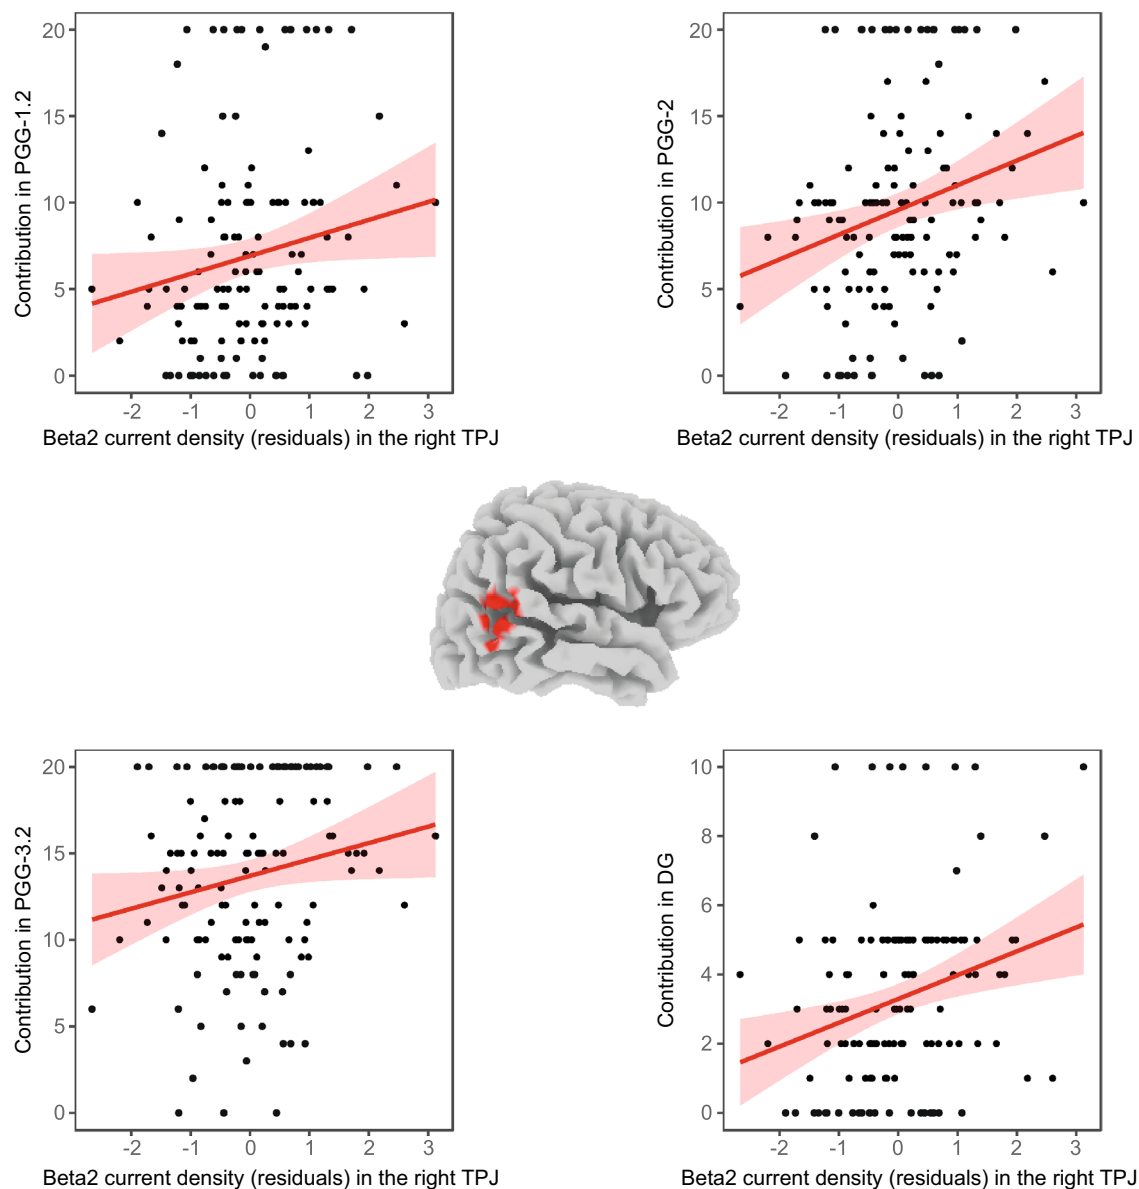 Contribution in PGG-1.2
20
15
10
5
0
-2 -1 0 1 2 3
Beta2 current density (residuals) in the right TPJ
Contribution in PGG-2
20
15
10
5
0
-2 -1 0 1 2 3
Beta2 current density (residuals) in the right TPJ
Contribution in PGG-3.2
20
15
10
5
0
-2 -1 0 1 2 3
Beta2 current density (residuals) in the right TPJ
Contribution in DG
10
8
6
4
2
0
-2 -1 0 1 2 3
Beta2 current density (residuals) in the right TPJ